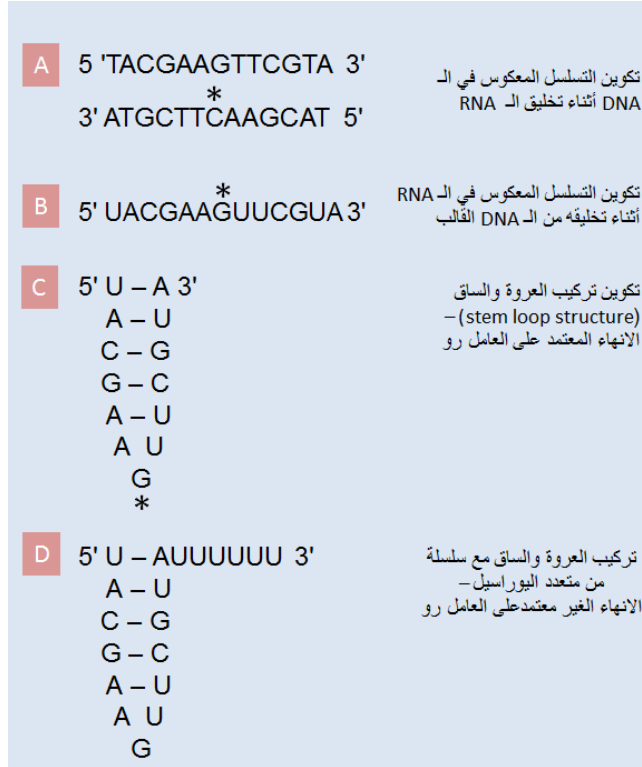 A
5 'TACGAAGTTCGTA 3'
*
3' ATGCTTCAAGCAT 5'
تكوين التسلسل المعكوس في الـ
DNA أثناء تخليق الـ RNA
B
*
5' UACGAAGUUCGUA3'
تكوين التسلسل المعكوس في الـ RNA
أثناء تخليقه من الـ DNA القالب
C
5' U – A 3'
A – U
C – G
G – C
A – U
A U
G
*
تكوين تركيب العروة والساق
(stem loop structure) –
الانهاء المعتمد على العامل رو
D
5' U – AUUUUUU 3'
A – U
C – G
G – C
A – U
A U
G
تركيب العروة والساق مع سلسلة
من متعدد اليوراسيل –
الانهاء الغير معتمدعلى العامل رو